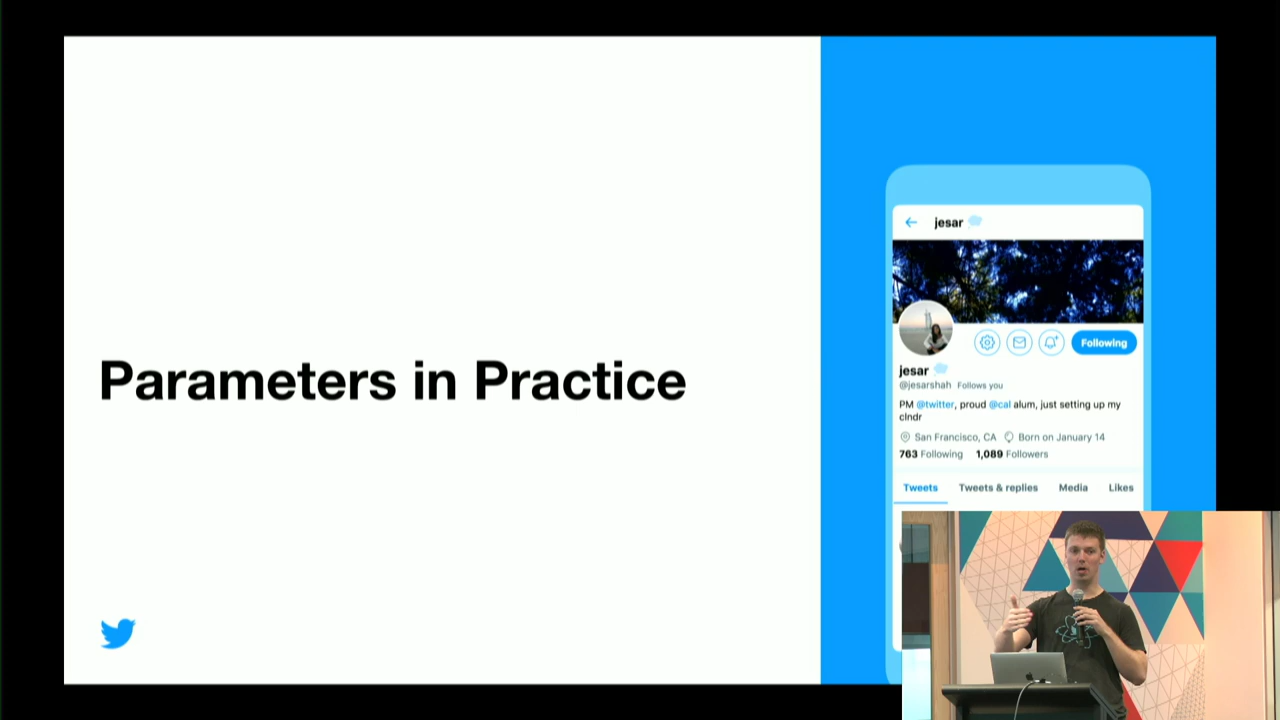 Parameters in Practice
jesar
Following
jesar
@jesarshah Follows you
PM @twitter, proud @cal alum, just setting up my
clndr
San Francisco, CA Born on January 14
763 Following 1,089 Followers
Tweets Tweets & replies Media Likes